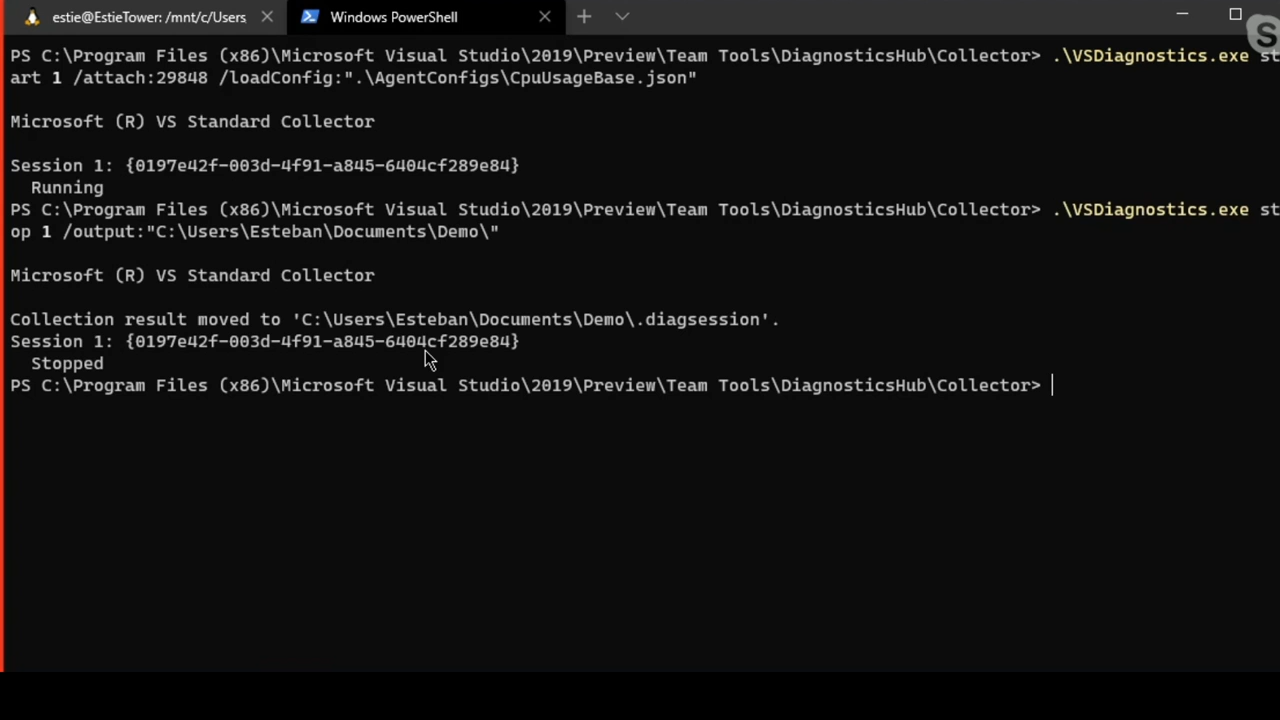 estie@EstieTower: /mnt/c/Users
Windows PowerShell
S
PS C:\Program Files (x86)\Microsoft Visual Studio\2019\Preview\Team Tools\DiagnosticsHub\Collector> .\VSDiagnostics.exe st
art 1 /attach:29848 /loadConfig:".\AgentConfigs\CpuUsageBase.json"
Microsoft (R) VS Standard Collector
Session 1: {0197e42f-003d-4f91-a845-6404cf289e84}
Running
PS C:\Program Files (x86)\Microsoft Visual Studio\2019\Preview\Team Tools\DiagnosticsHub\Collector> .\VSDiagnostics.exe st
op 1 /output:"C:\Users\Esteban\Documents\Demo\"
Microsoft (R) VS Standard Collector
Collection result moved to 'C:\Users\Esteban\Documents\Demo\.diagsession'.
Session 1: {0197e42f-003d-4f91-a845-6404cf289e84}
Stopped
PS C:\Program Files (x86)\Microsoft Visual Studio\2019\Preview\Team Tools\DiagnosticsHub\Collector>